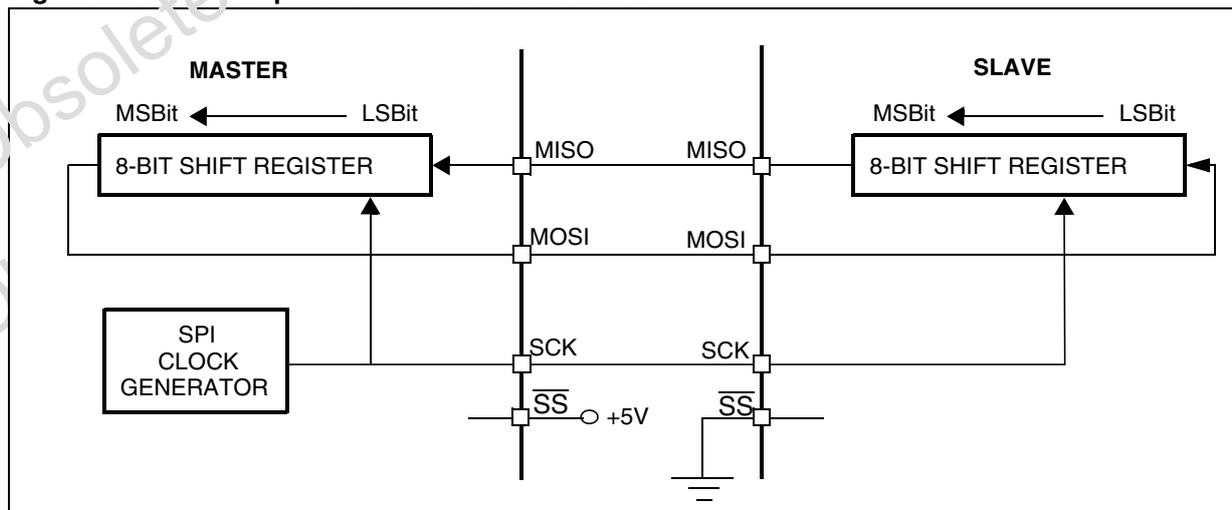 obsolete
MASTER
SLAVE
MSBit LSBit
MSBit LSBit
8-BIT SHIFT REGISTER
MISO MISO
8-BIT SHIFT REGISTER
MOSI MOSI
SPI
CLOCK
GENERATOR
SCK SCK
SS +5V
SS